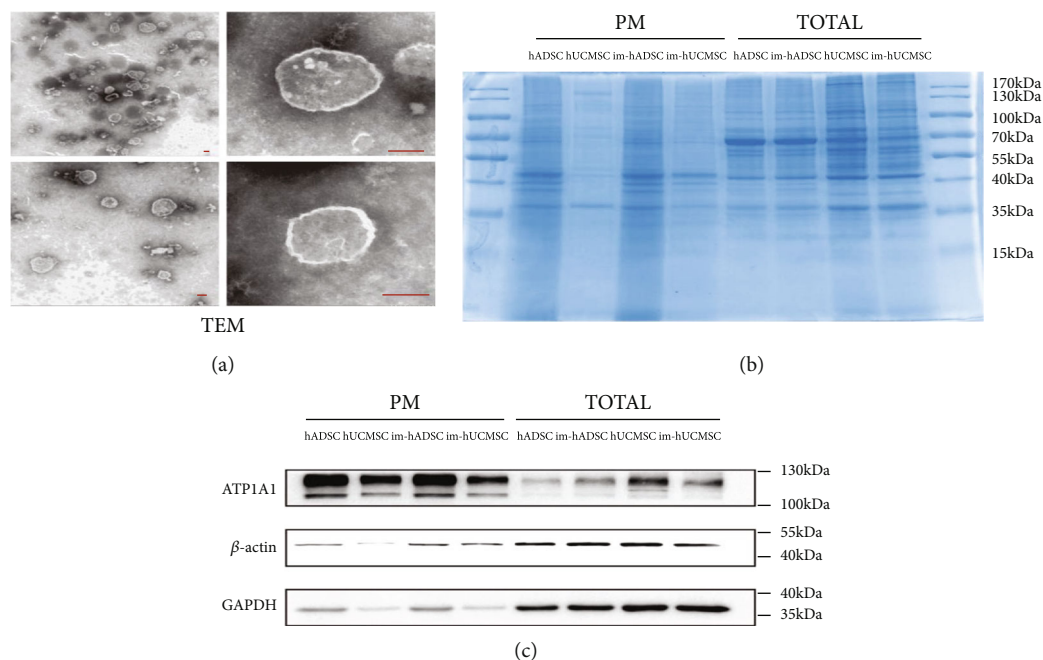 PM TOTAL
hADSC hUCMSC im-hADSC im-hUCMSC hADSC im-hADSC hUCMSC im-hUCMSC
170kDa
130kDa
100kDa
70kDa
55kDa
40kDa
35kDa
15kDa
TEM
(a)
(b)
PM TOTAL
hADSC hUCMSC im-hADSC im-hUCMSC hADSC im-hADSC hUCMSC im-hUCMSC
ATP1A1
130kDa
100kDa
β-actin
55kDa
40kDa
GAPDH
40kDa
35kDa
(c)